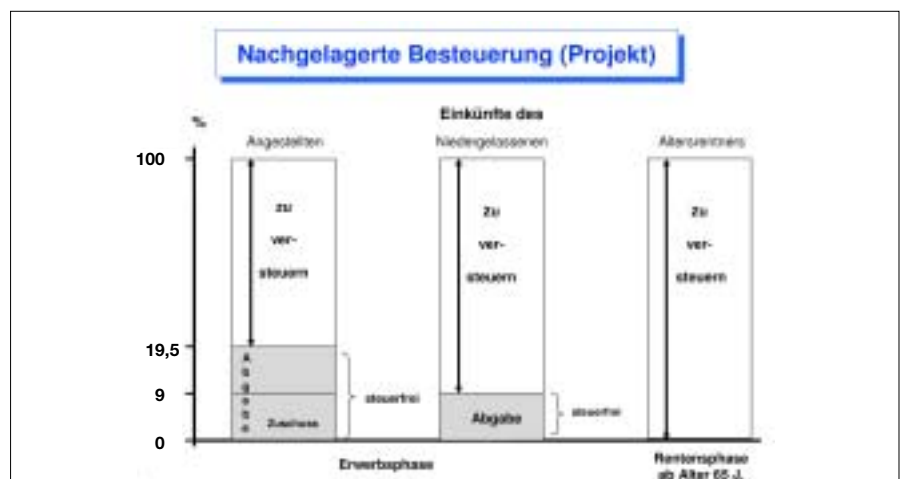 Nachgelagerte Besteuerung (Projekt)
Einkünfte des
%
Angestellten
Niedergelassenen
Altersrentners
100
zu
ver-
steuern
zu
ver-
steuern
zu
ver-
steuern
19,5
Abgabe
steuerfrei
9
Zuschuss
Abgabe
steuerfrei
0
Erwerbsphase
Rentensphase
ab Alter 65 J.